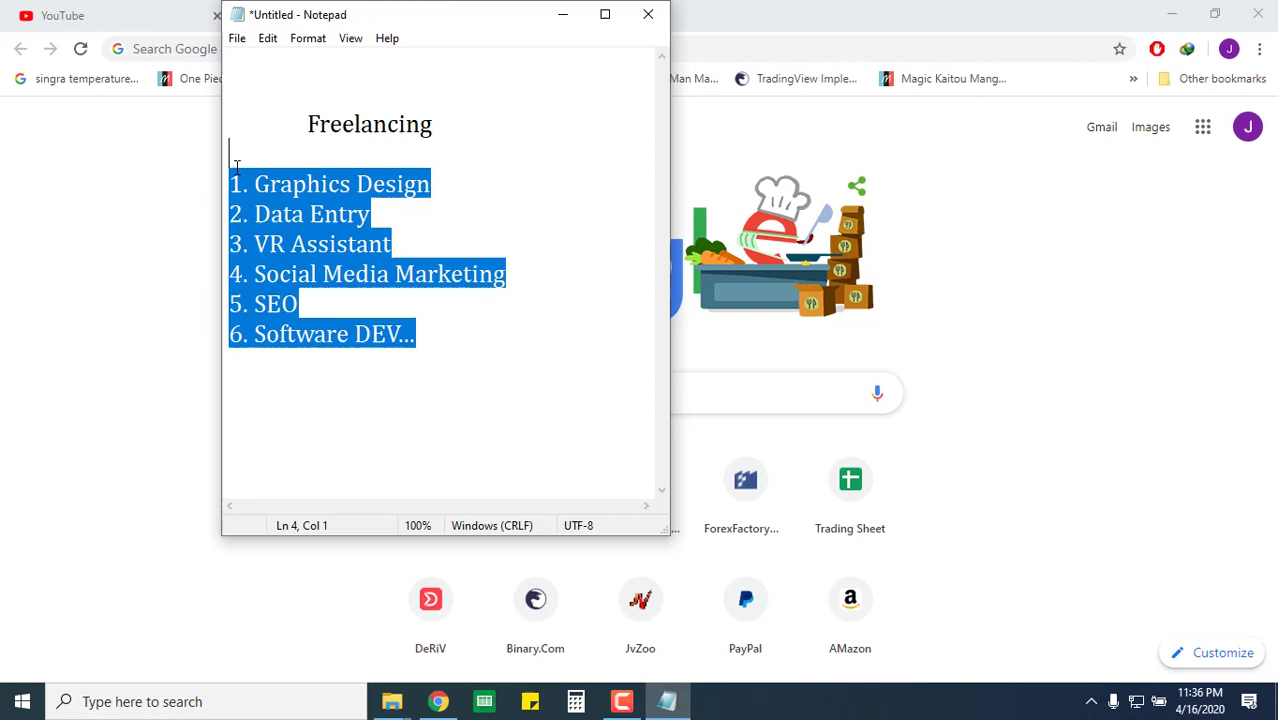 YouTube
*Untitled - Notepad
File Edit Format View Help
Search Google
singra temperature...
One Piec
Man Ma...
TradingView Imple...
Magic Kaitou Mang...
» Other bookmarks
J
Gmail Images J
Freelancing
1. Graphics Design
2. Data Entry
3. VR Assistant
4. Social Media Marketing
5. SEO
6. Software DEV...
Ln 4, Col 1 100% Windows (CRLF) UTF-8
ForexFactory... Trading Sheet
DeRiV Binary.Com JvZoo PayPal AMazon
Customize
Type here to search
11:36 PM
4/16/2020